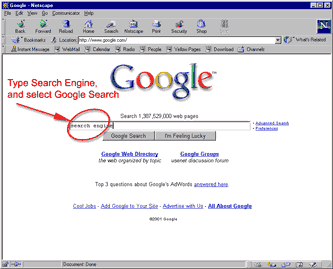 Google - Netscape
File Edit View Go Communicator Help
Back Forward Reload Home Search Netscape Print Security Shop
Bookmarks Location: http://www.google.com/ What's Related
Instant Message WebMail Calendar Radio People Yellow Pages Download Channels
Type Search Engine,
and select Google Search
Google
Search 1,387,529,000 web pages
search engine
Advanced Search
Preferences
Google Search I'm Feeling Lucky
Google Web Directory
the web organized by topic
Google Groups
usenet discussion forum
Top 3 questions about Google's AdWords answered here
Cool Jobs - Add Google to Your Site - Advertise with Us - All About Google
©2001 Google
Document: Done